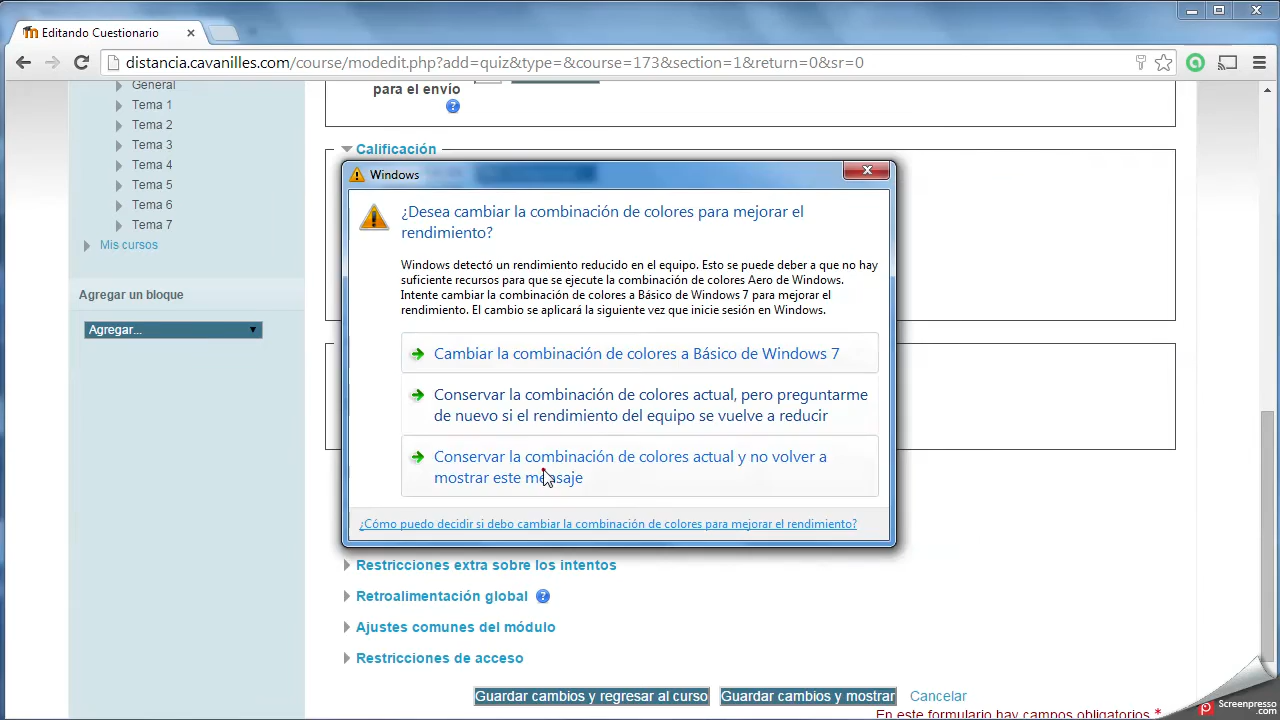 Editando Cuestionario
distancia.cavanilles.com/course/modedit.php?add=quiz&type=&course=173&section=1&return=0&sr=0
General
Tema 1
Tema 2
Tema 3
Tema 4
Tema 5
Tema 6
Tema 7
Mis cursos
Agregar un bloque
Agregar...
para el envío
Calificación
Windows
¿Desea cambiar la combinación de colores para mejorar el
rendimiento?
Windows detectó un rendimiento reducido en el equipo. Esto se puede deber a que no hay
suficiente recursos para que se ejecute la combinación de colores Aero de Windows.
Intente cambiar la combinación de colores a Básico de Windows 7 para mejorar el
rendimiento. El cambio se aplicará la siguiente vez que inicie sesión en Windows.
Cambiar la combinación de colores a Básico de Windows 7
Conservar la combinación de colores actual, pero preguntarme
de nuevo si el rendimiento del equipo se vuelve a reducir
Conservar la combinación de colores actual y no volver a
mostrar este mensaje
¿Cómo puedo decidir si debo cambiar la combinación de colores para mejorar el rendimiento?
Restricciones extra sobre los intentos
Retroalimentación global
Ajustes comunes del módulo
Restricciones de acceso
Guardar cambios y regresar al curso
Guardar cambios y mostrar
Cancelar
En este formulario hay campos obligatorios *
Screenpresso
.com